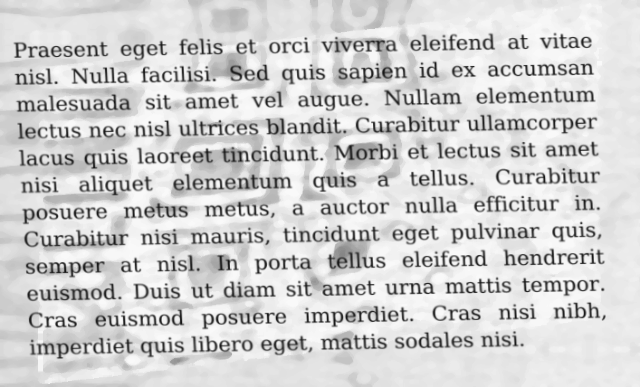 Praesent eget felis et orci viverra eleifend at vitae
nisl. Nulla facilisi. Sed quis sapien id ex accumsan
malesuada sit amet vel augue. Nullam elementum
lectus nec nisl ultrices blandit. Curabitur ullamcorper
lacus quis laoreet tincidunt. Morbi et lectus sit amet
nisi aliquet elementum quis a tellus. Curabitur
posuere metus metus, a auctor nulla efficitur in.
Curabitur nisi mauris, tincidunt eget pulvinar quis,
semper at nisl. In porta tellus eleifend hendrerit
euismod. Duis ut diam sit amet urna mattis tempor.
Cras euismod posuere imperdiet. Cras nisi nibh,
imperdiet quis libero eget, mattis sodales nisi.